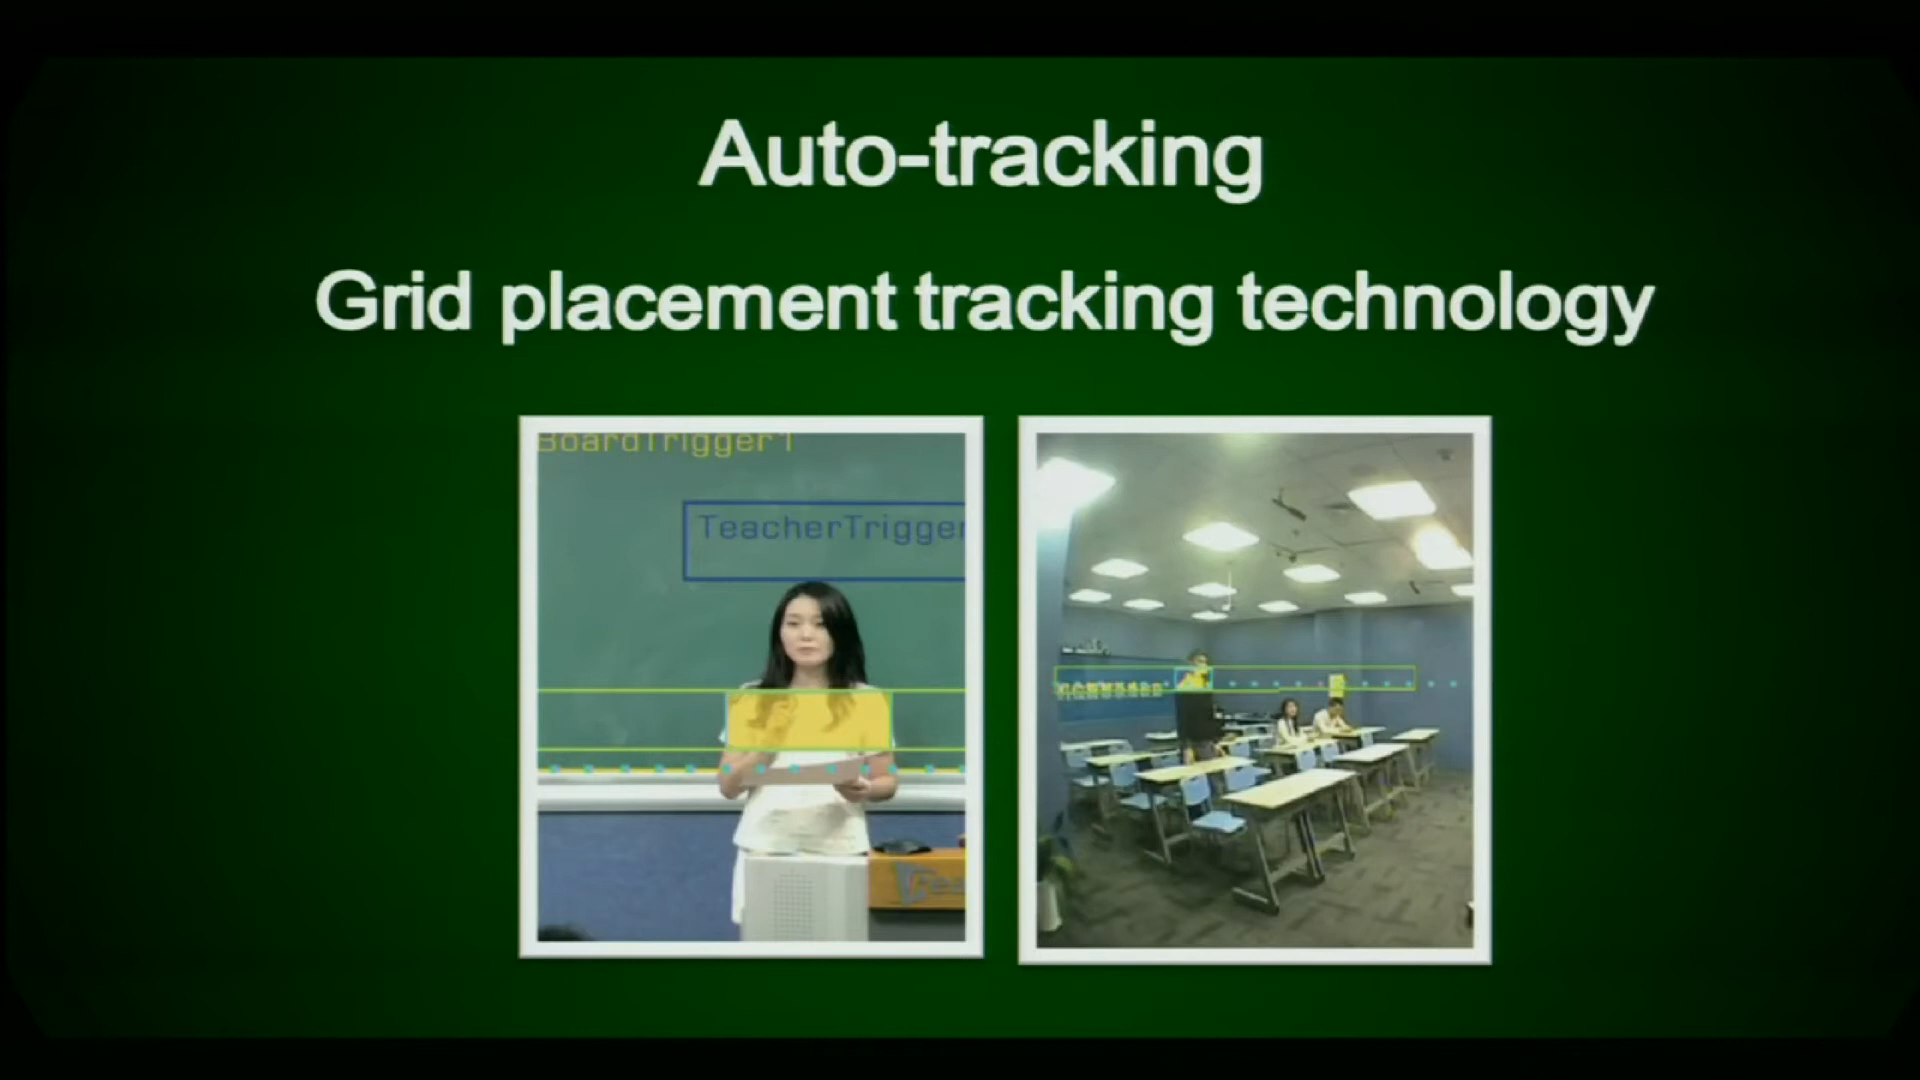 Auto-tracking
Grid placement tracking technology
BoardTrigger1
TeacherTrigger